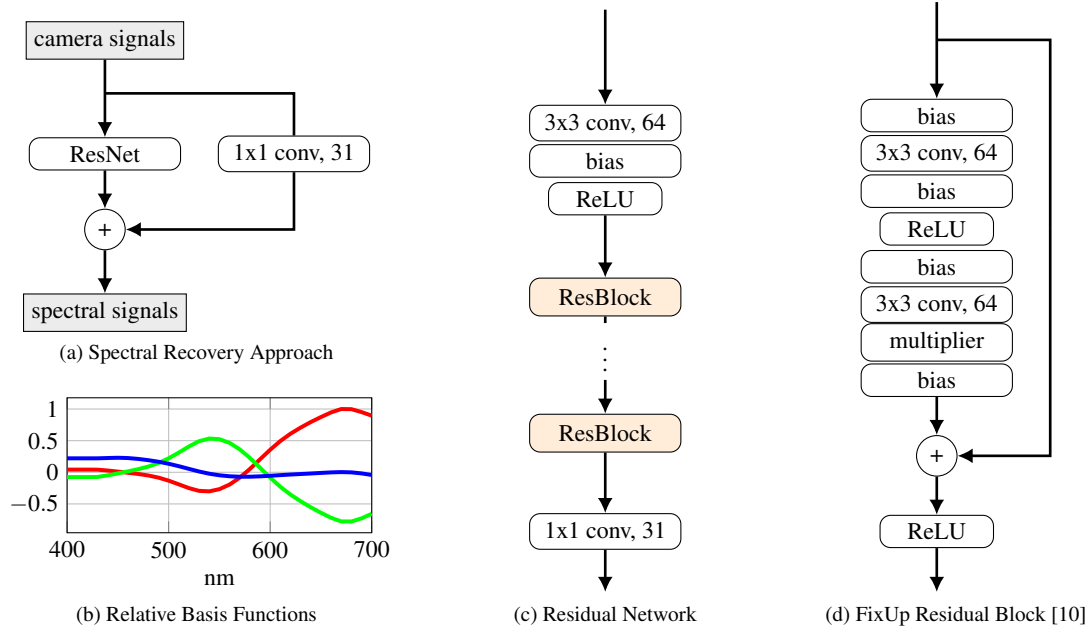 camera signals
ResNet
1x1 conv, 31
+
spectral signals
(a) Spectral Recovery Approach
1
0.5
0
−0.5
400
500
600
700
nm
(b) Relative Basis Functions
3x3 conv, 64
bias
ReLU
ResBlock
ResBlock
1x1 conv, 31
(c) Residual Network
bias
3x3 conv, 64
bias
ReLU
bias
3x3 conv, 64
multiplier
bias
+
ReLU
(d) FixUp Residual Block [10]